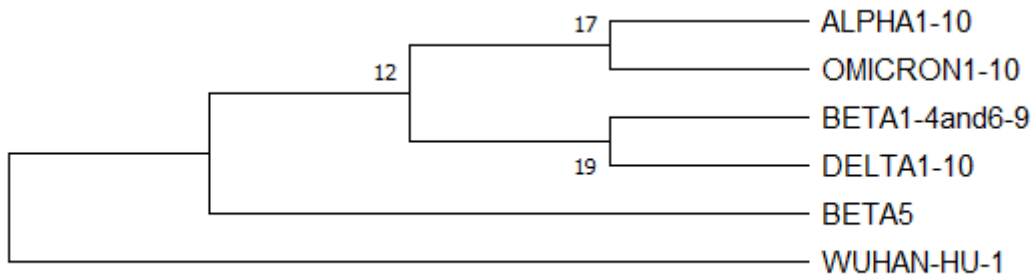 17
ALPHA1-10
12
OMICRON1-10
BETA1-4and6-9
19
DELTA1-10
BETA5
WUHAN-HU-1